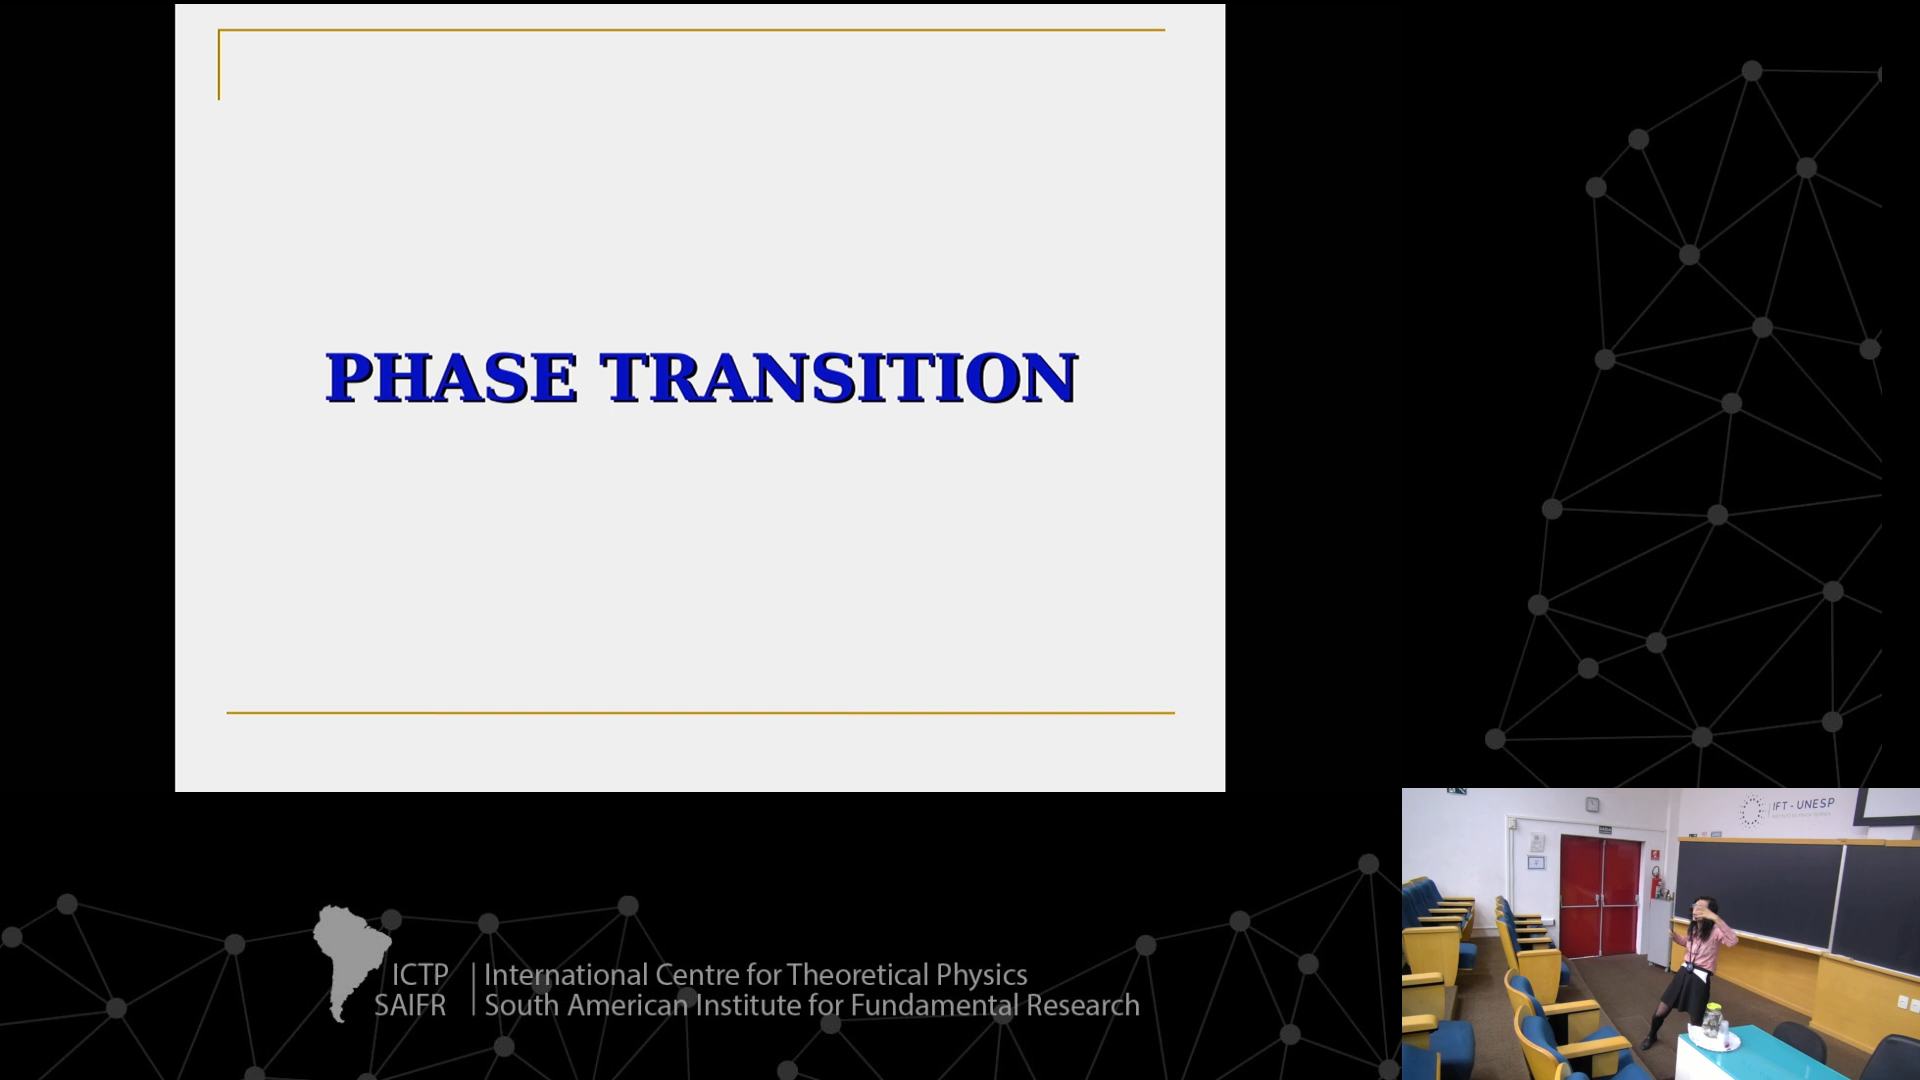 PHASE TRANSITION
ICTP
SAIFR
International Centre for Theoretical Physics
South American Institute for Fundamental Research
IFT - UNESP